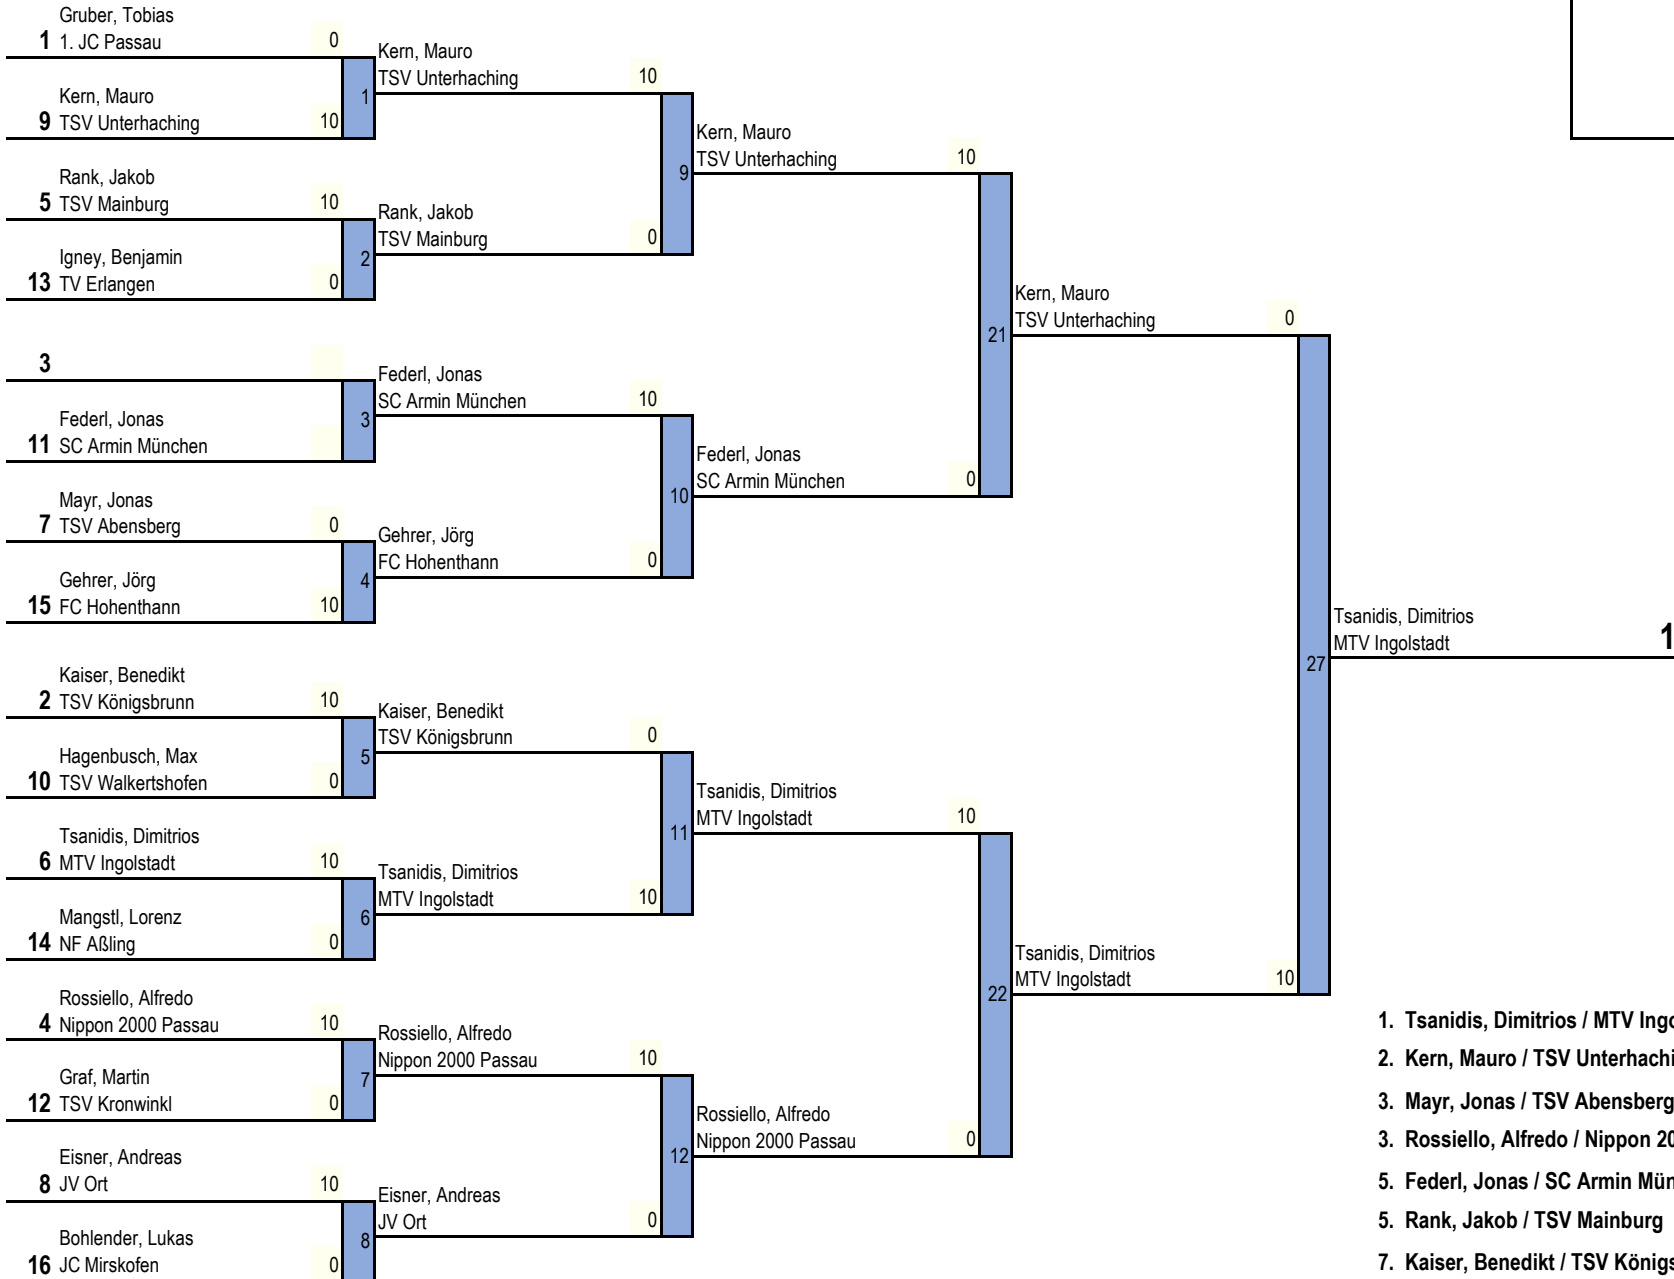 Gruber, Tobias
1 1. JC Passau 0
Kern, Mauro
9 TSV Unterhaching 10
1
Rank, Jakob
5 TSV Mainburg 10
Igney, Benjamin
13 TV Erlangen 0
2
3
Federl, Jonas
11 SC Armin München
3
Mayr, Jonas
7 TSV Abensberg 0
Gehrer, Jörg
15 FC Hohenthann 10
4
Kaiser, Benedikt
2 TSV Königsbrunn 10
Hagenbusch, Max
10 TSV Walkertshofen 0
5
Tsanidis, Dimitrios
6 MTV Ingolstadt 10
Mangstl, Lorenz
14 NF Aßling 0
6
Rossiello, Alfredo
4 Nippon 2000 Passau 10
Graf, Martin
12 TSV Kronwinkl 0
7
Eisner, Andreas
8 JV Ort 10
Bohlender, Lukas
16 JC Mirskofen 0
8
Kern, Mauro
TSV Unterhaching 10
Rank, Jakob
TSV Mainburg 0
9
Federl, Jonas
SC Armin München 10
Gehrer, Jörg
FC Hohenthann 0
10
Kaiser, Benedikt
TSV Königsbrunn 0
Tsanidis, Dimitrios
MTV Ingolstadt 10
11
Rossiello, Alfredo
Nippon 2000 Passau 10
Eisner, Andreas
JV Ort 0
12
Kern, Mauro
TSV Unterhaching 10
Federl, Jonas
SC Armin München 0
21
Tsanidis, Dimitrios
MTV Ingolstadt 10
Rossiello, Alfredo
Nippon 2000 Passau 0
22
Kern, Mauro
TSV Unterhaching 0
Tsanidis, Dimitrios
MTV Ingolstadt 10
27
Tsanidis, Dimitrios
MTV Ingolstadt 1
1. Tsanidis, Dimitrios / MTV
2. Kern, Mauro / TSV
3. Mayr, Jonas / TSV Abensberg
3. Rossiello, Alfredo / Nippon
5. Federl, Jonas / SC Armin
5. Rank, Jakob / TSV Mainburg
7. Kaiser, Benedikt / TSV